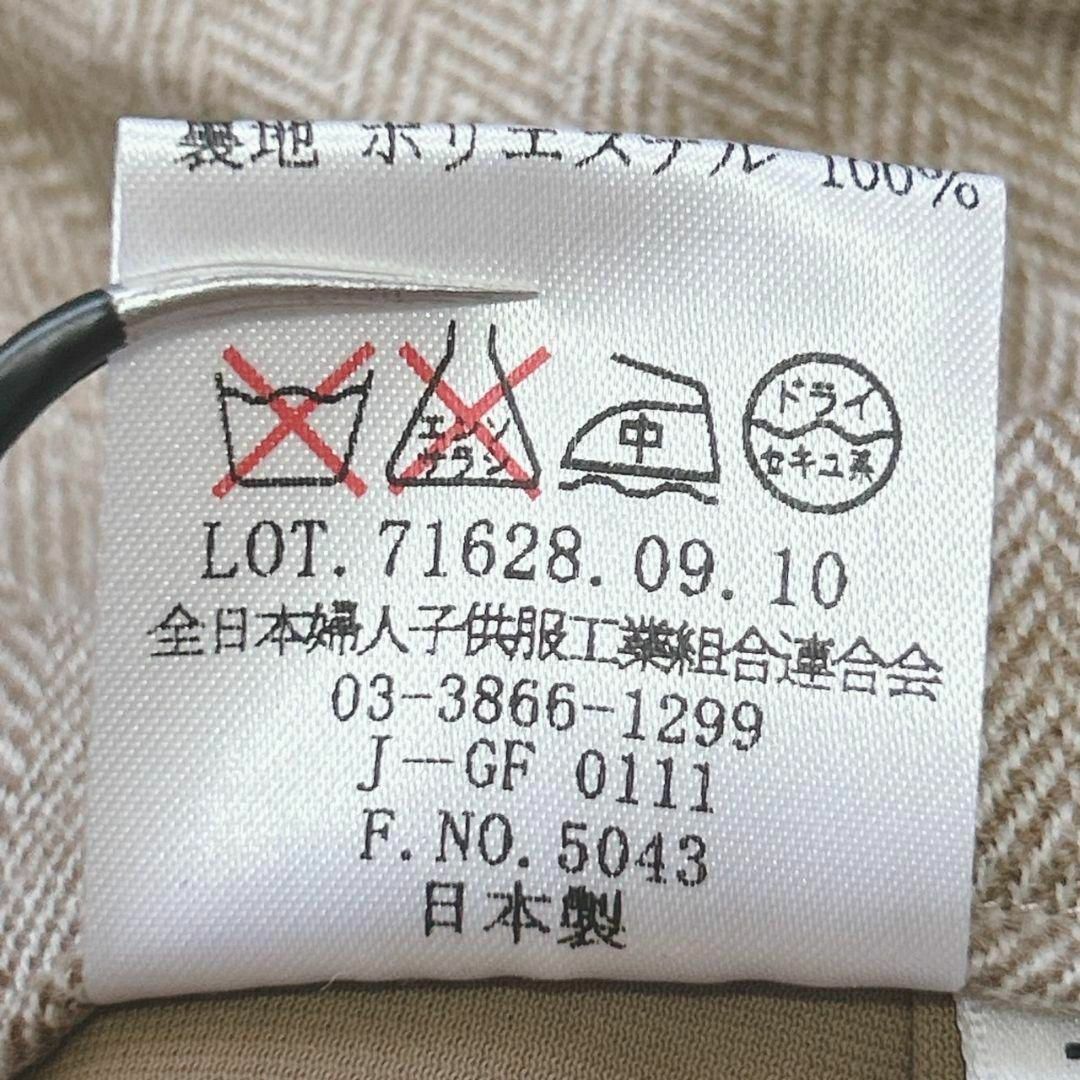 裏地 ポリエステル 100%
エンソ
サラシ
中
ドライ
セキユ系
LOT. 71628. 09. 10
全日本婦人子供服工業組合連合会
03-3866-1299
J-GF 0111
F. NO. 5043
日本製